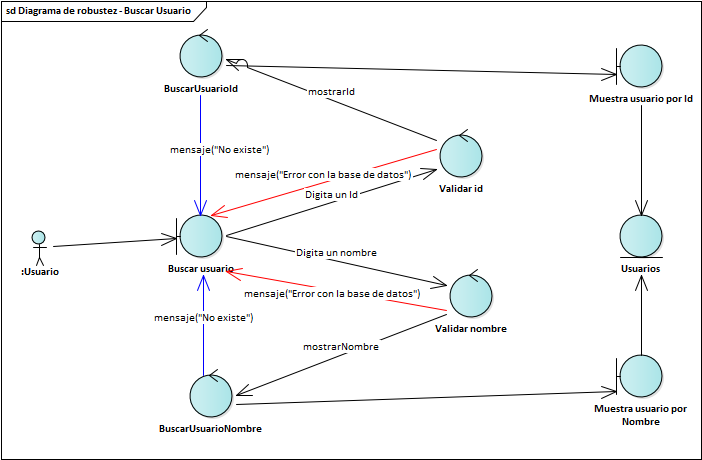 sd Diagrama de robustez - Buscar Usuario
BuscarUsuarioId
Muestra usuario por Id
mostrarId
mensaje("No existe")
mensaje("Error con la base de datos")
Validar id
Digita un Id
:Usuario
Buscar usuario
Digita un nombre
Usuarios
mensaje("Error con la base de datos")
mensaje("No existe")
Validar nombre
mostrarNombre
BuscarUsuarioNombre
Muestra usuario por
Nombre